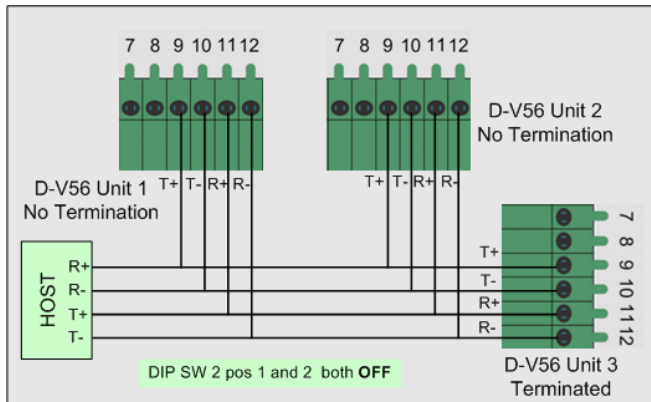 7 8 9 10 11 12
7 8 9 10 11 12
D-V56 Unit 2
No Termination
D-V56 Unit 1
No Termination
T+ T- R+ R-
T+ T- R+ R-
HOST
R+
R-
T+
T-
T+
T-
R+
R-
7
8
9
10
11
12
DIP SW 2 pos 1 and 2 both OFF
D-V56 Unit 3
Terminated